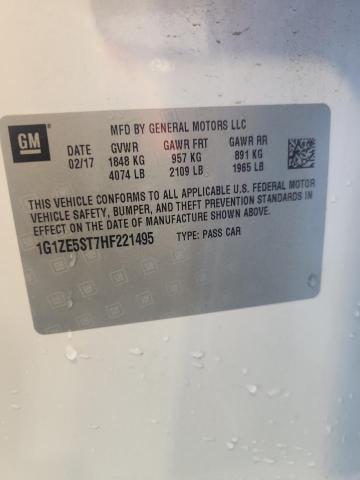 GM
MFD BY GENERAL MOTORS LLC
DATE GVWR GAWR FRT GAWR RR
02/17 1848 KG 957 KG 891 KG
4074 LB 2109 LB 1965 LB
THIS VEHICLE CONFORMS TO ALL APPLICABLE U.S. FEDERAL MOTOR
VEHICLE SAFETY, BUMPER, AND THEFT PREVENTION STANDARDS IN
EFFECT ON THE DATE OF MANUFACTURE SHOWN ABOVE.
1G1ZE5ST7HF221495 TYPE: PASS CAR